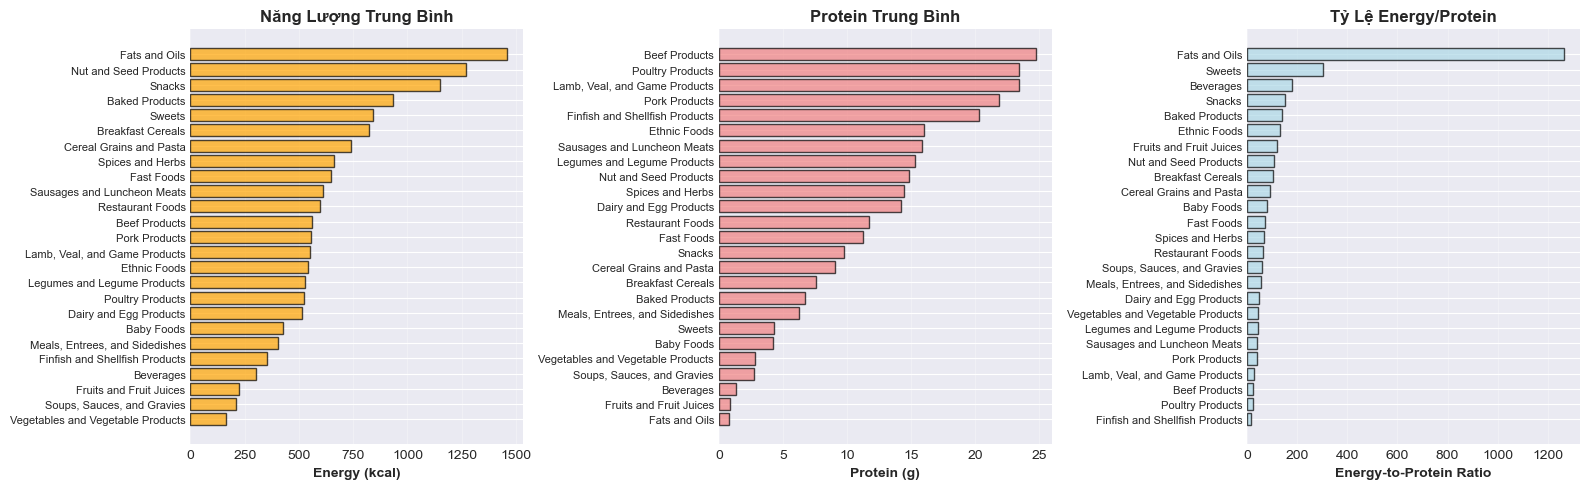 Năng Lượng Trung Bình
Fats and Oils
Nut and Seed Products
Snacks
Baked Products
Sweets
Breakfast Cereals
Cereal Grains and Pasta
Spices and Herbs
Fast Foods
Sausages and Luncheon Meats
Restaurant Foods
Beef Products
Pork Products
Lamb, Veal, and Game Products
Ethnic Foods
Legumes and Legume Products
Poultry Products
Dairy and Egg Products
Baby Foods
Meals, Entrees, and Sidedishes
Finfish and Shellfish Products
Beverages
Fruits and Fruit Juices
Soups, Sauces, and Gravies
Vegetables and Vegetable Products
0 250 500 750 1000 1250 1500
Energy (kcal)
Protein Trung Bình
Beef Products
Poultry Products
Lamb, Veal, and Game Products
Pork Products
Finfish and Shellfish Products
Ethnic Foods
Sausages and Luncheon Meats
Legumes and Legume Products
Nut and Seed Products
Spices and Herbs
Dairy and Egg Products
Restaurant Foods
Fast Foods
Snacks
Cereal Grains and Pasta
Breakfast Cereals
Baked Products
Meals, Entrees, and Sidedishes
Sweets
Baby Foods
Vegetables and Vegetable Products
Soups, Sauces, and Gravies
Beverages
Fruits and Fruit Juices
Fats and Oils
0 5 10 15 20 25
Protein (g)
Tỷ Lệ Energy/Protein
Fats and Oils
Sweets
Beverages
Snacks
Baked Products
Ethnic Foods
Fruits and Fruit Juices
Nut and Seed Products
Breakfast Cereals
Cereal Grains and Pasta
Baby Foods
Fast Foods
Spices and Herbs
Restaurant Foods
Soups, Sauces, and Gravies
Meals, Entrees, and Sidedishes
Dairy and Egg Products
Vegetables and Vegetable Products
Legumes and Legume Products
Sausages and Luncheon Meats
Pork Products
Lamb, Veal, and Game Products
Beef Products
Poultry Products
Finfish and Shellfish Products
0 200 400 600 800 1000 1200
Energy-to-Protein Ratio